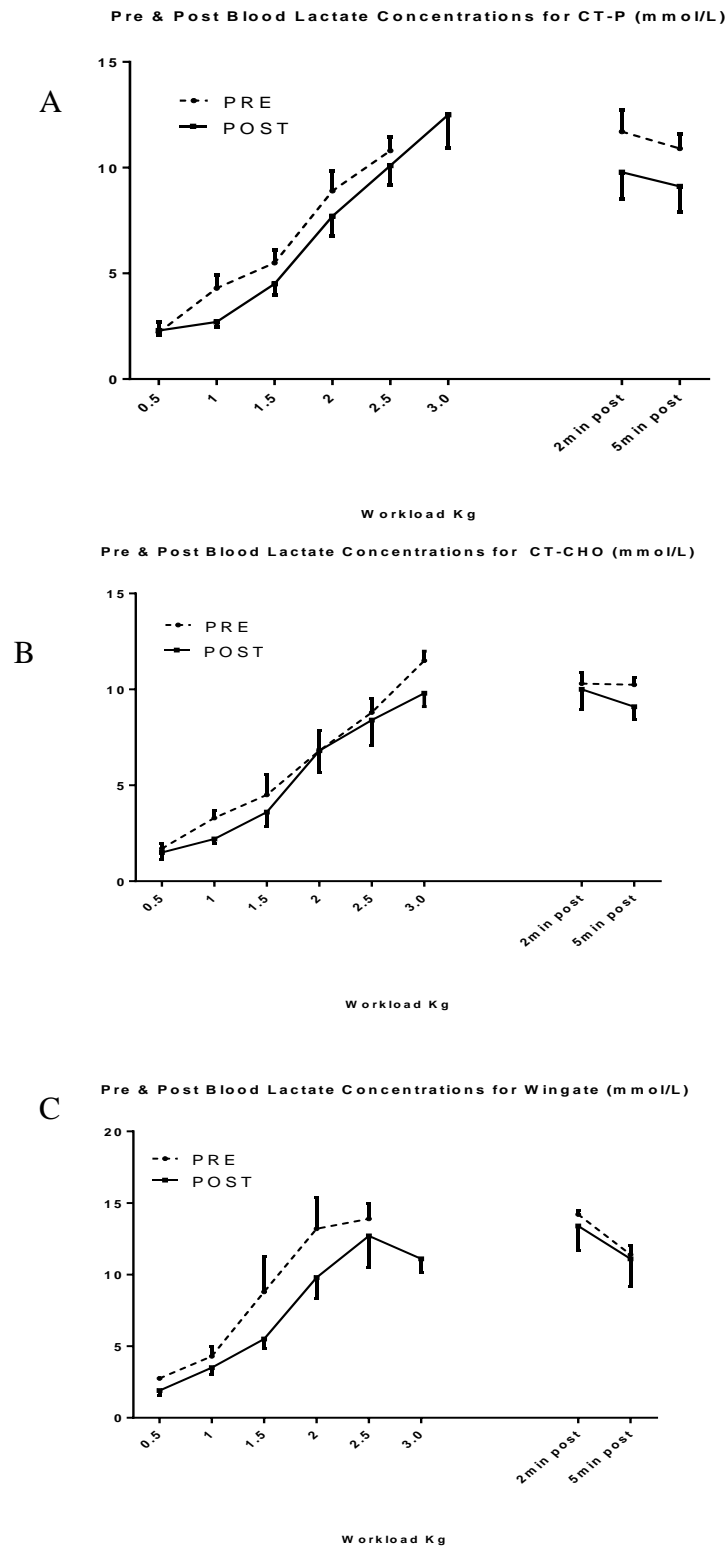 Pre & Post Blood Lactate Concentrations for CT-P (mmol/L)
A
15
PRE
POST
10
5
0
0.5 1 1.5 2 2.5 3.0 2min post 5min post
Workload Kg
Pre & Post Blood Lactate Concentrations for CT-CHO (mmol/L)
B
15
PRE
POST
10
5
0
0.5 1 1.5 2 2.5 3.0 2min post 5min post
Workload Kg
Pre & Post Blood Lactate Concentrations for Wingate (mmol/L)
C
20
PRE
POST
15
10
5
0
0.5 1 1.5 2 2.5 3.0 2min post 5min post
Workload Kg